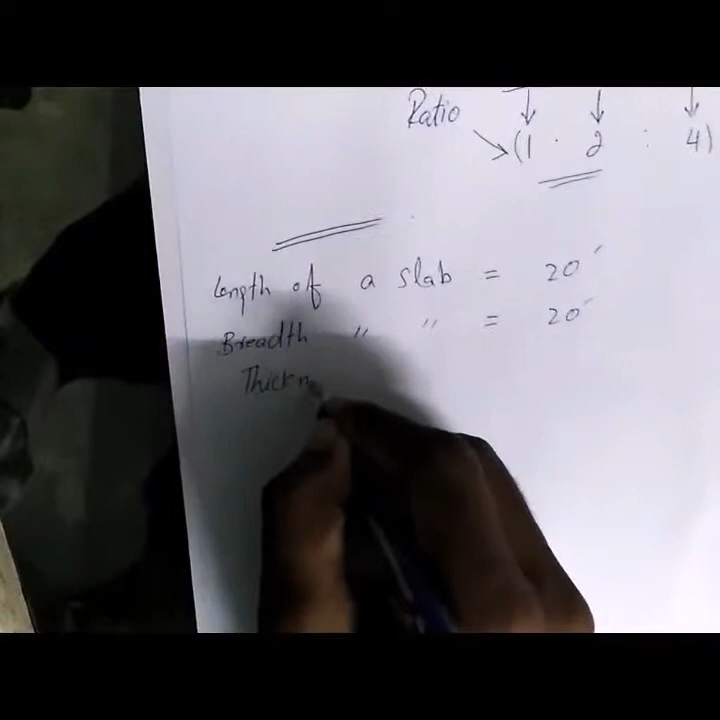 Ratio (1 : 2 : 4)
Length of a slab = 20'
Breadth " " = 20'
Thickn